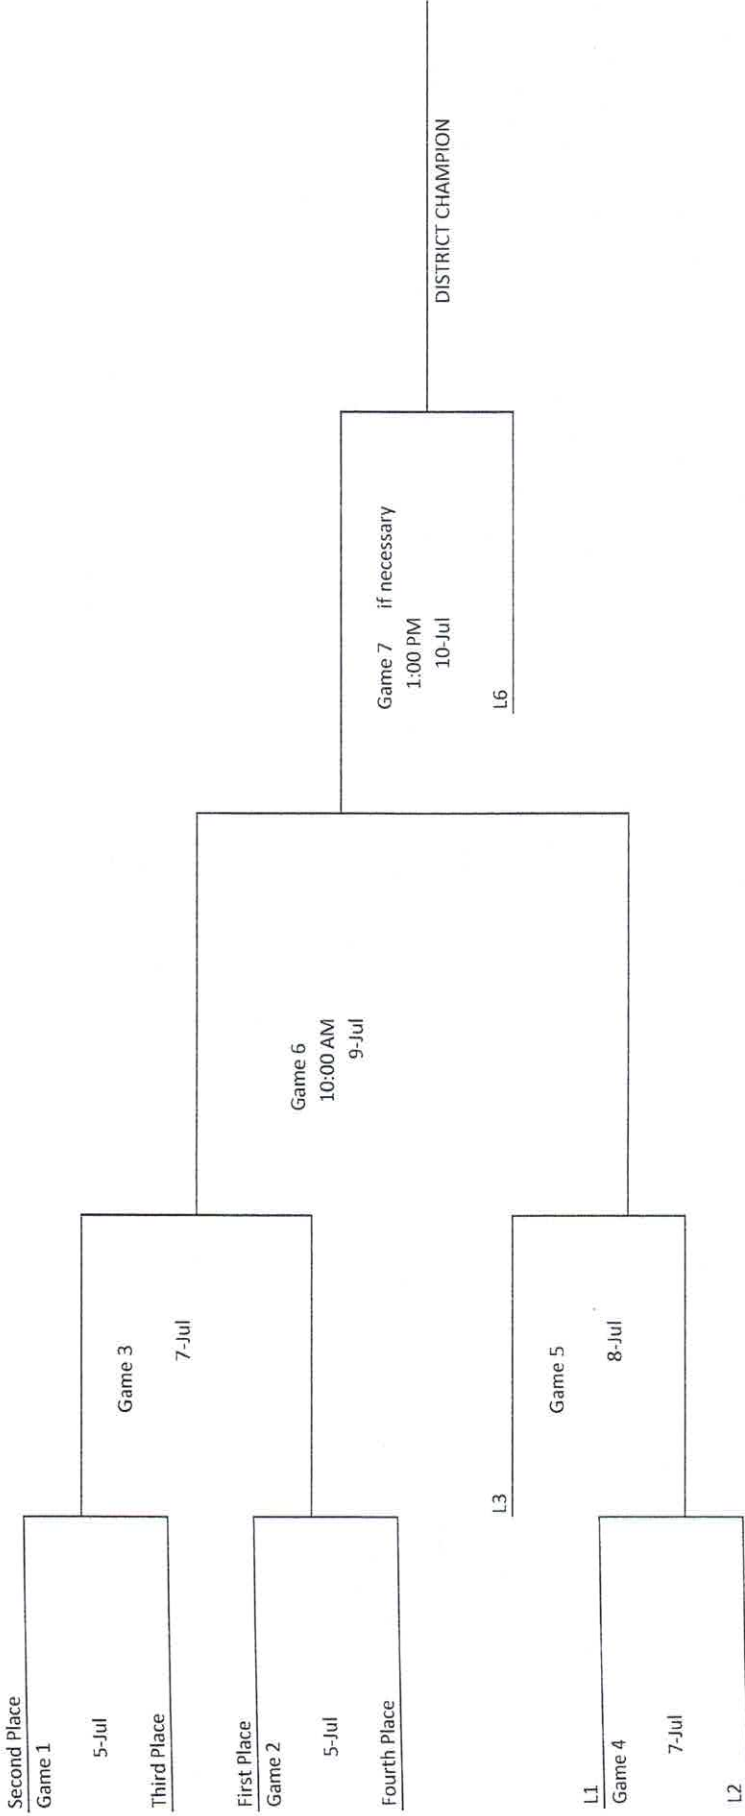 Second Place
Game 1
5-Jul
Third Place
First Place
Game 2
5-Jul
Fourth Place
L1
Game 4
7-Jul
L2
Game 3
7-Jul
L3
Game 5
8-Jul
Game 6
10:00 AM
9-Jul
Game 7 if necessary
1:00 PM
10-Jul
L6
DISTRICT CHAMPION